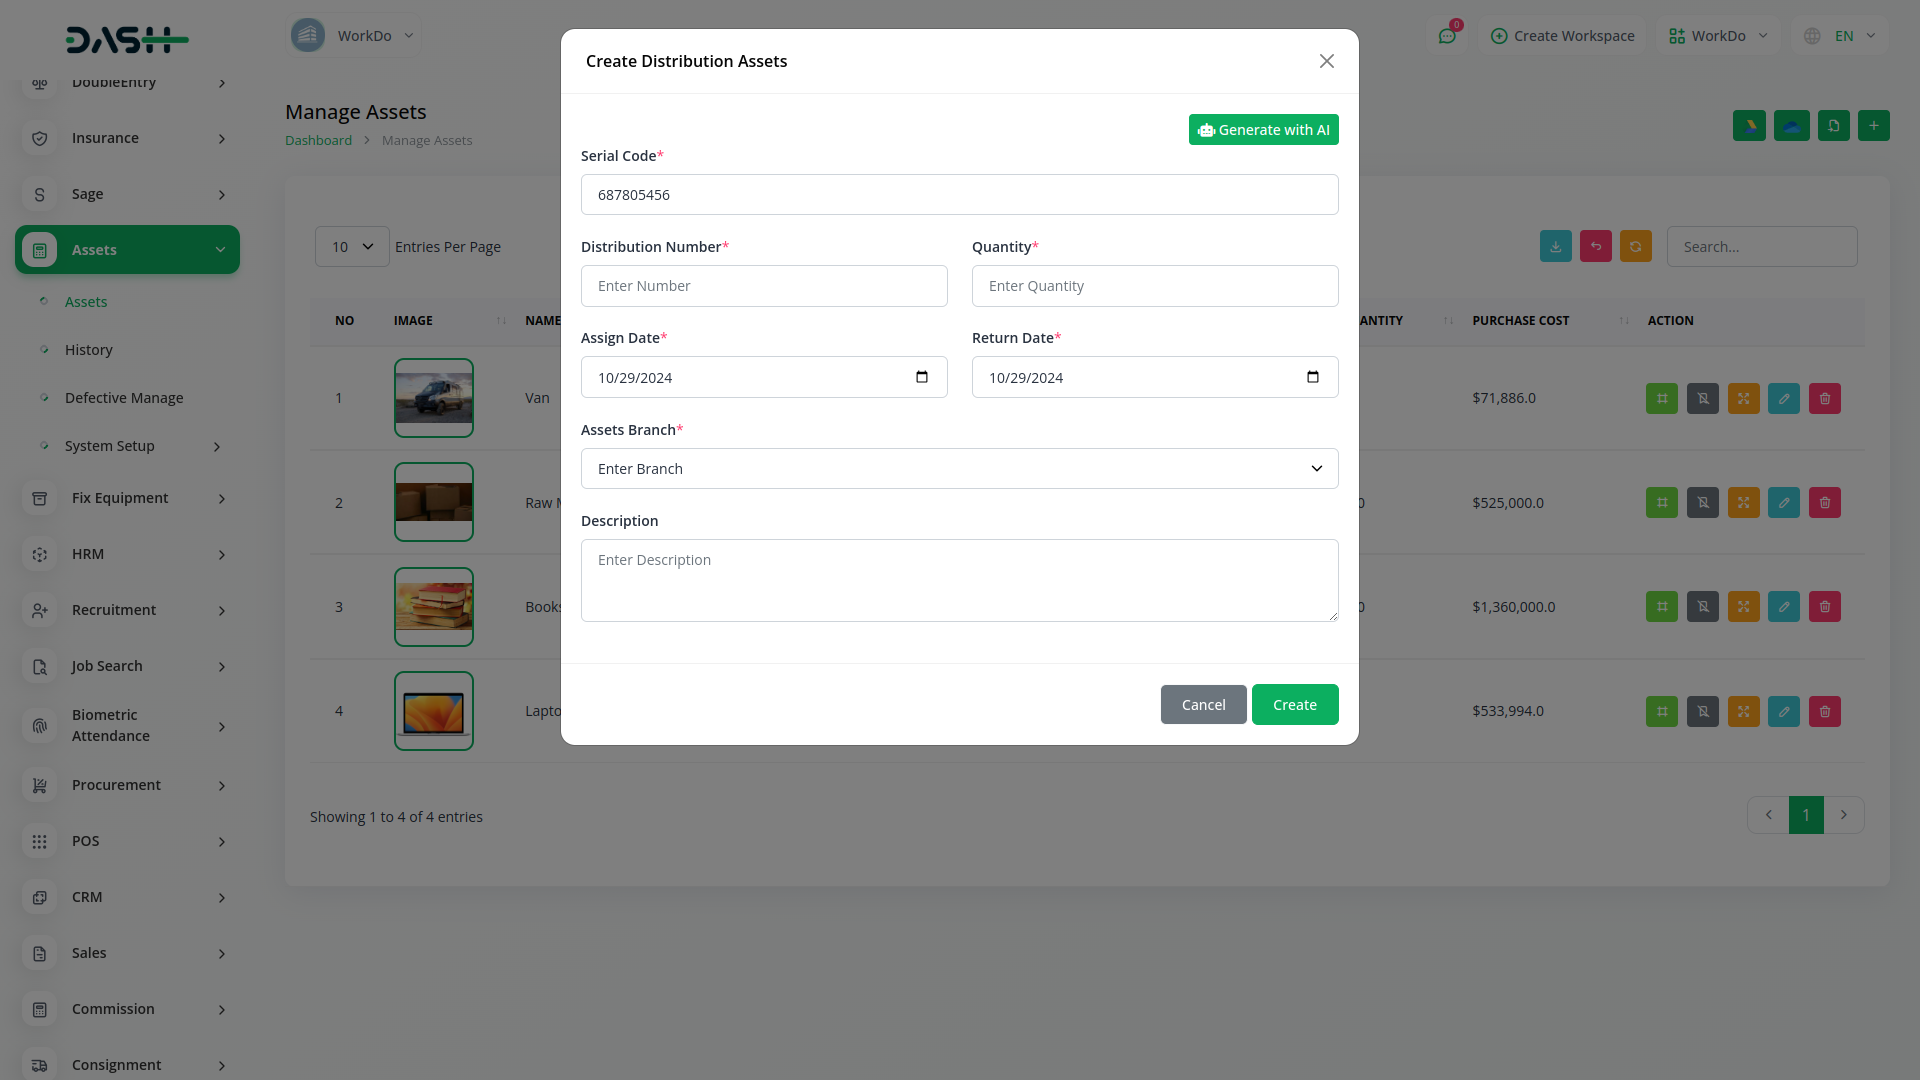 DASH
WorkDo
0
Create Workspace
WorkDo
EN
DoubleEntry
Insurance
Sage
Assets
Assets
History
Defective Manage
System Setup
Fix Equipment
HRM
Recruitment
Job Search
Biometric
Attendance
Procurement
POS
CRM
Sales
Commission
Consignment
Manage Assets
Dashboard > Manage Assets
10 Entries Per Page
Search...
NO IMAGE NAME ANTITY PURCHASE COST ACTION
1 Van $71,886.0
2 Raw M 0 $525,000.0
3 Books 0 $1,360,000.0
4 Lapto $533,994.0
Showing 1 to 4 of 4 entries
1
Create Distribution Assets
Generate with AI
Serial Code*
687805456
Distribution Number* Quantity*
Enter Number Enter Quantity
Assign Date* Return Date*
10/29/2024 10/29/2024
Assets Branch*
Enter Branch
Description
Enter Description
Cancel Create